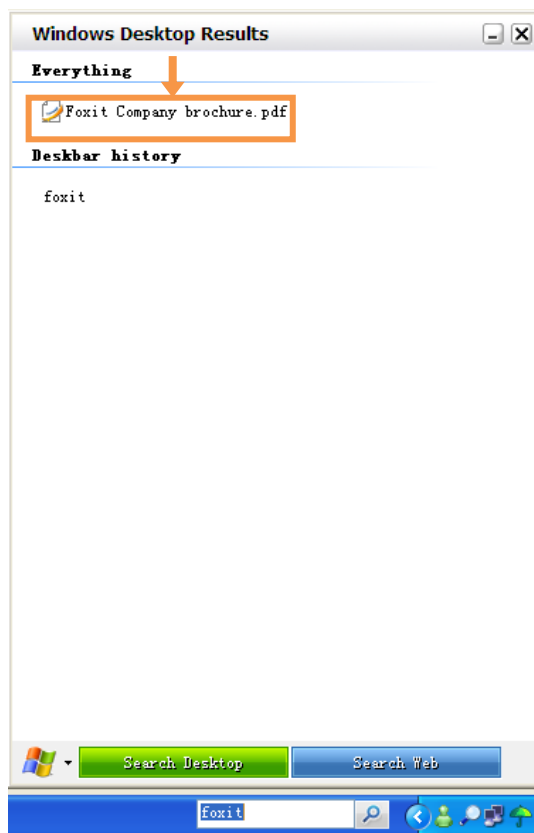 Windows Desktop Results
Everything
Foxit Company brochure.pdf
Deskbar history
foxit
Search Desktop
Search Web
foxit